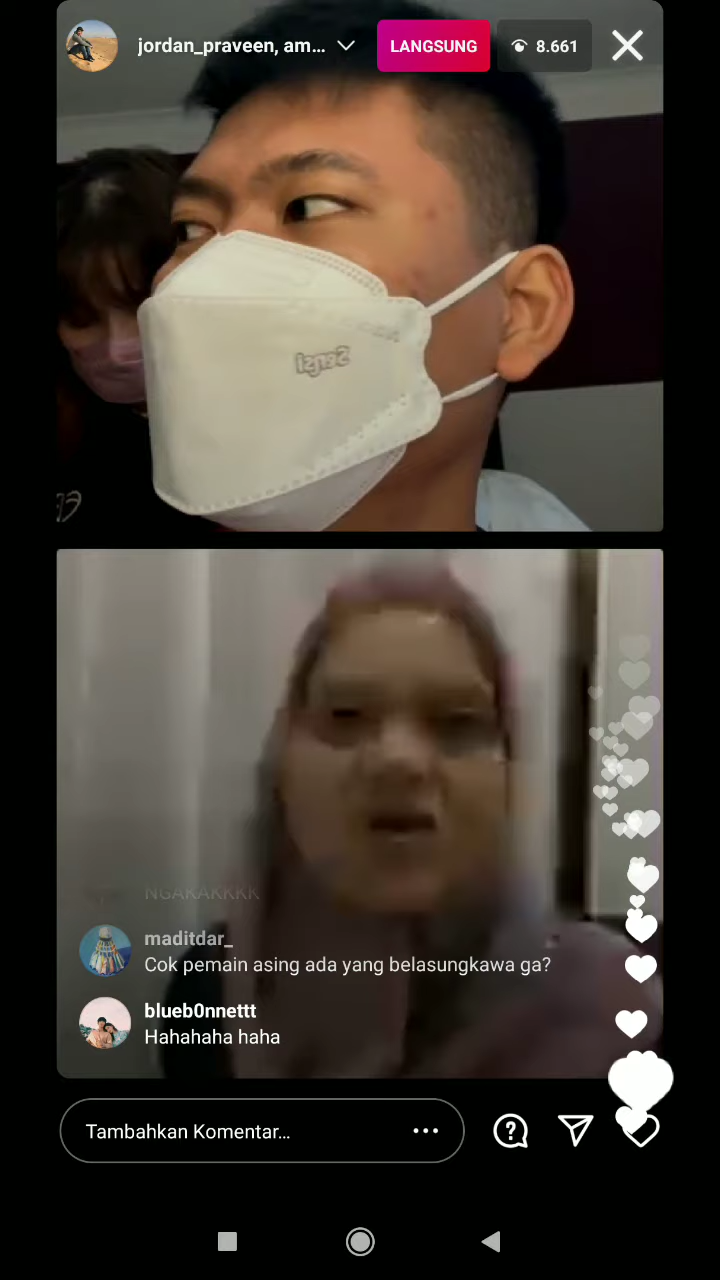 jordan_praveen, am...
LANGSUNG
8.661
Sensi
NGAKAKKKK
maditdar_
Cok pemain asing ada yang belasungkawa ga?
blueb0nnettt
Hahahaha haha
Tambahkan Komentar...